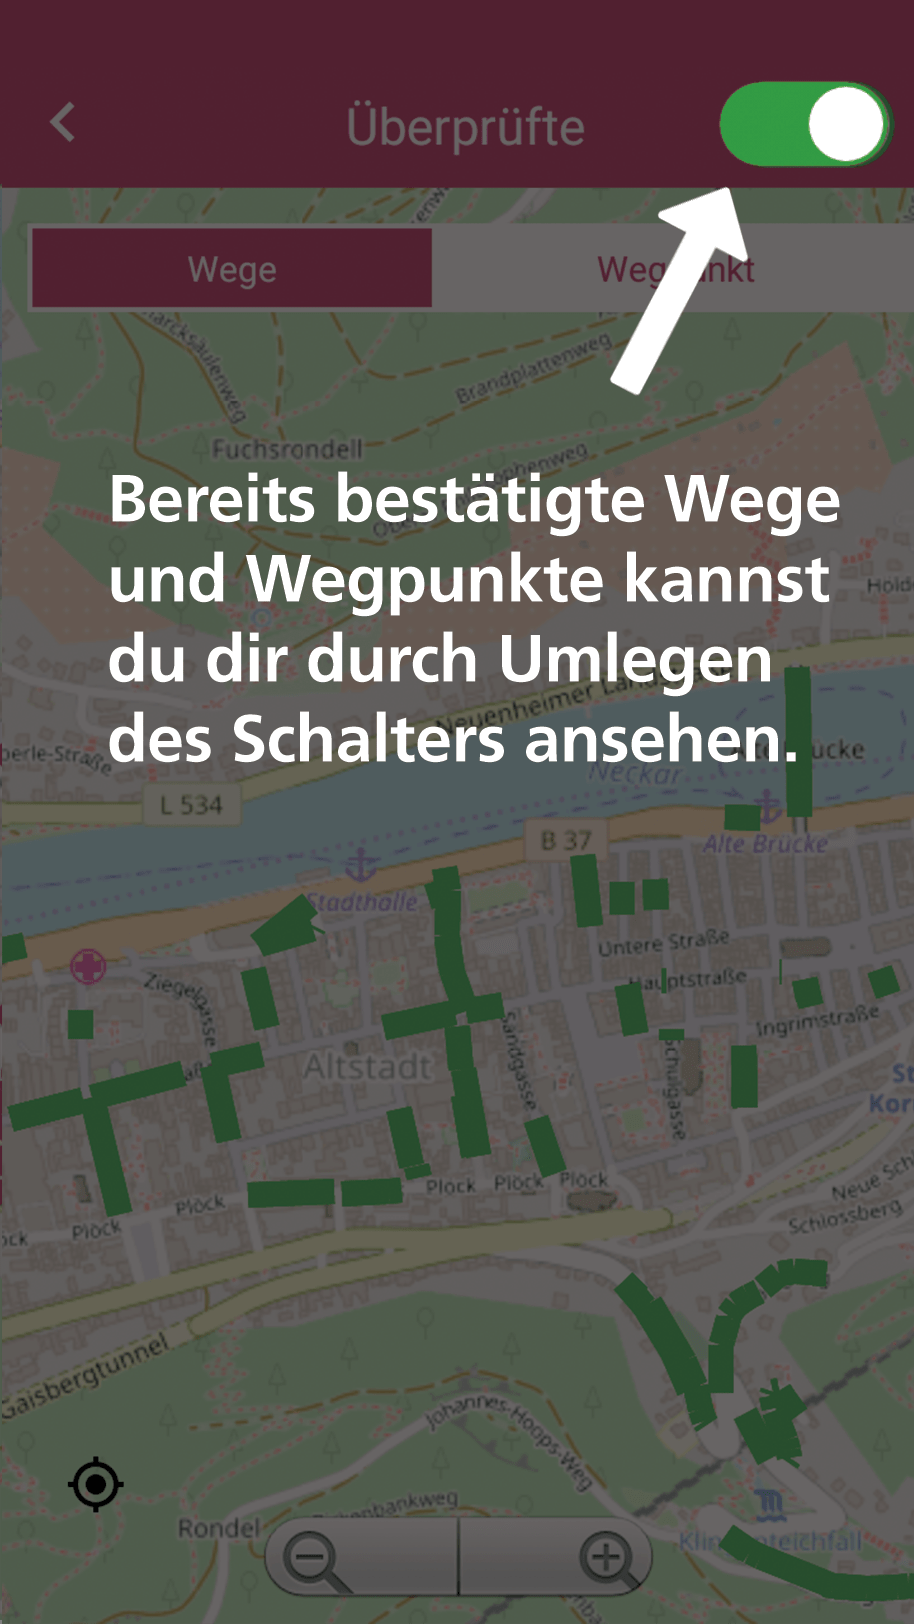 Überprüfte
Wege
Brandplattenweg
Fuchsrondell
Bereits bestätigte Wege
und Wegpunkte kannst
du dir durch Umlegen
des Schalters ansehen.
Neuenheimer
Neckar
L 534
B 37
Alte Brücke
Stadthalle
Untere Straße
Hauptstraße
Ziegelgasse
Ingrimstraße
Sandgasse
Schulgasse
Altstadt
Plöck
Plöck
Plöck
Plöck
Plöck
Neue Sch
Schlossberg
Gaisbergtunnel
Johannes-Hoops-Weg
Rondel